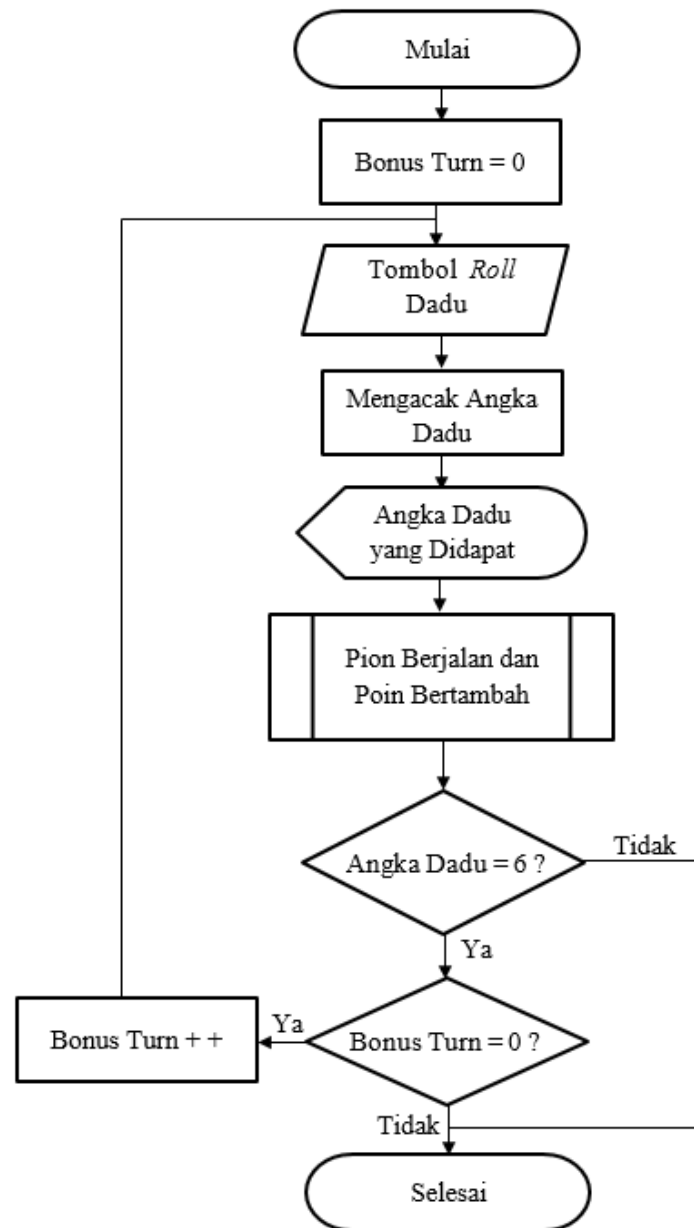 Mulai
Bonus Turn = 0
Tombol Roll
Dadu
Mengacak Angka
Dadu
Angka Dadu
yang Didapat
Pion Berjalan dan
Poin Bertambah
Angka Dadu = 6 ?
Tidak
Ya
Bonus Turn = 0 ?
Ya
Bonus Turn + +
Tidak
Selesai